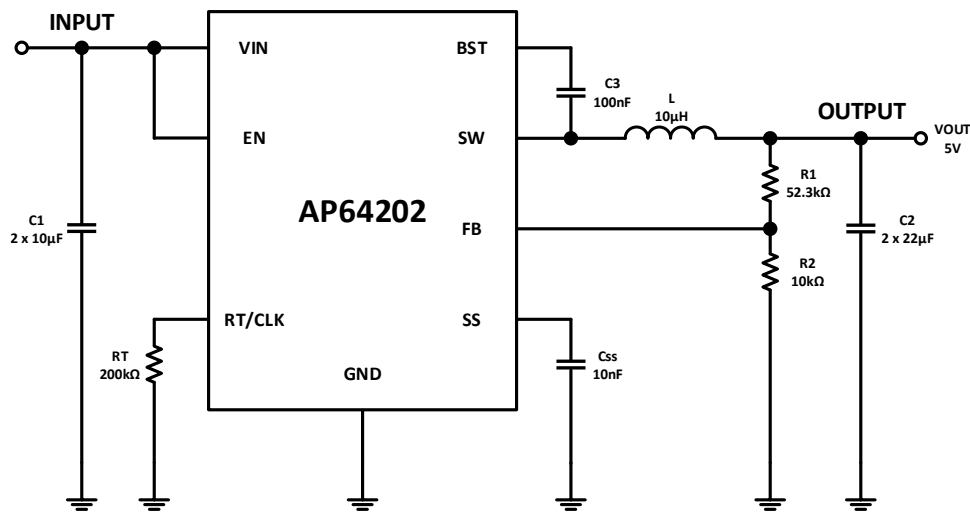 INPUT
VIN
BST
C3
100nF
L
10µH
OUTPUT
VOUT
5V
EN
SW
R1
52.3kΩ
AP64202
C1
2 x 10µF
FB
C2
2 x 22µF
R2
10kΩ
RT/CLK
SS
RT
200kΩ
GND
Css
10nF